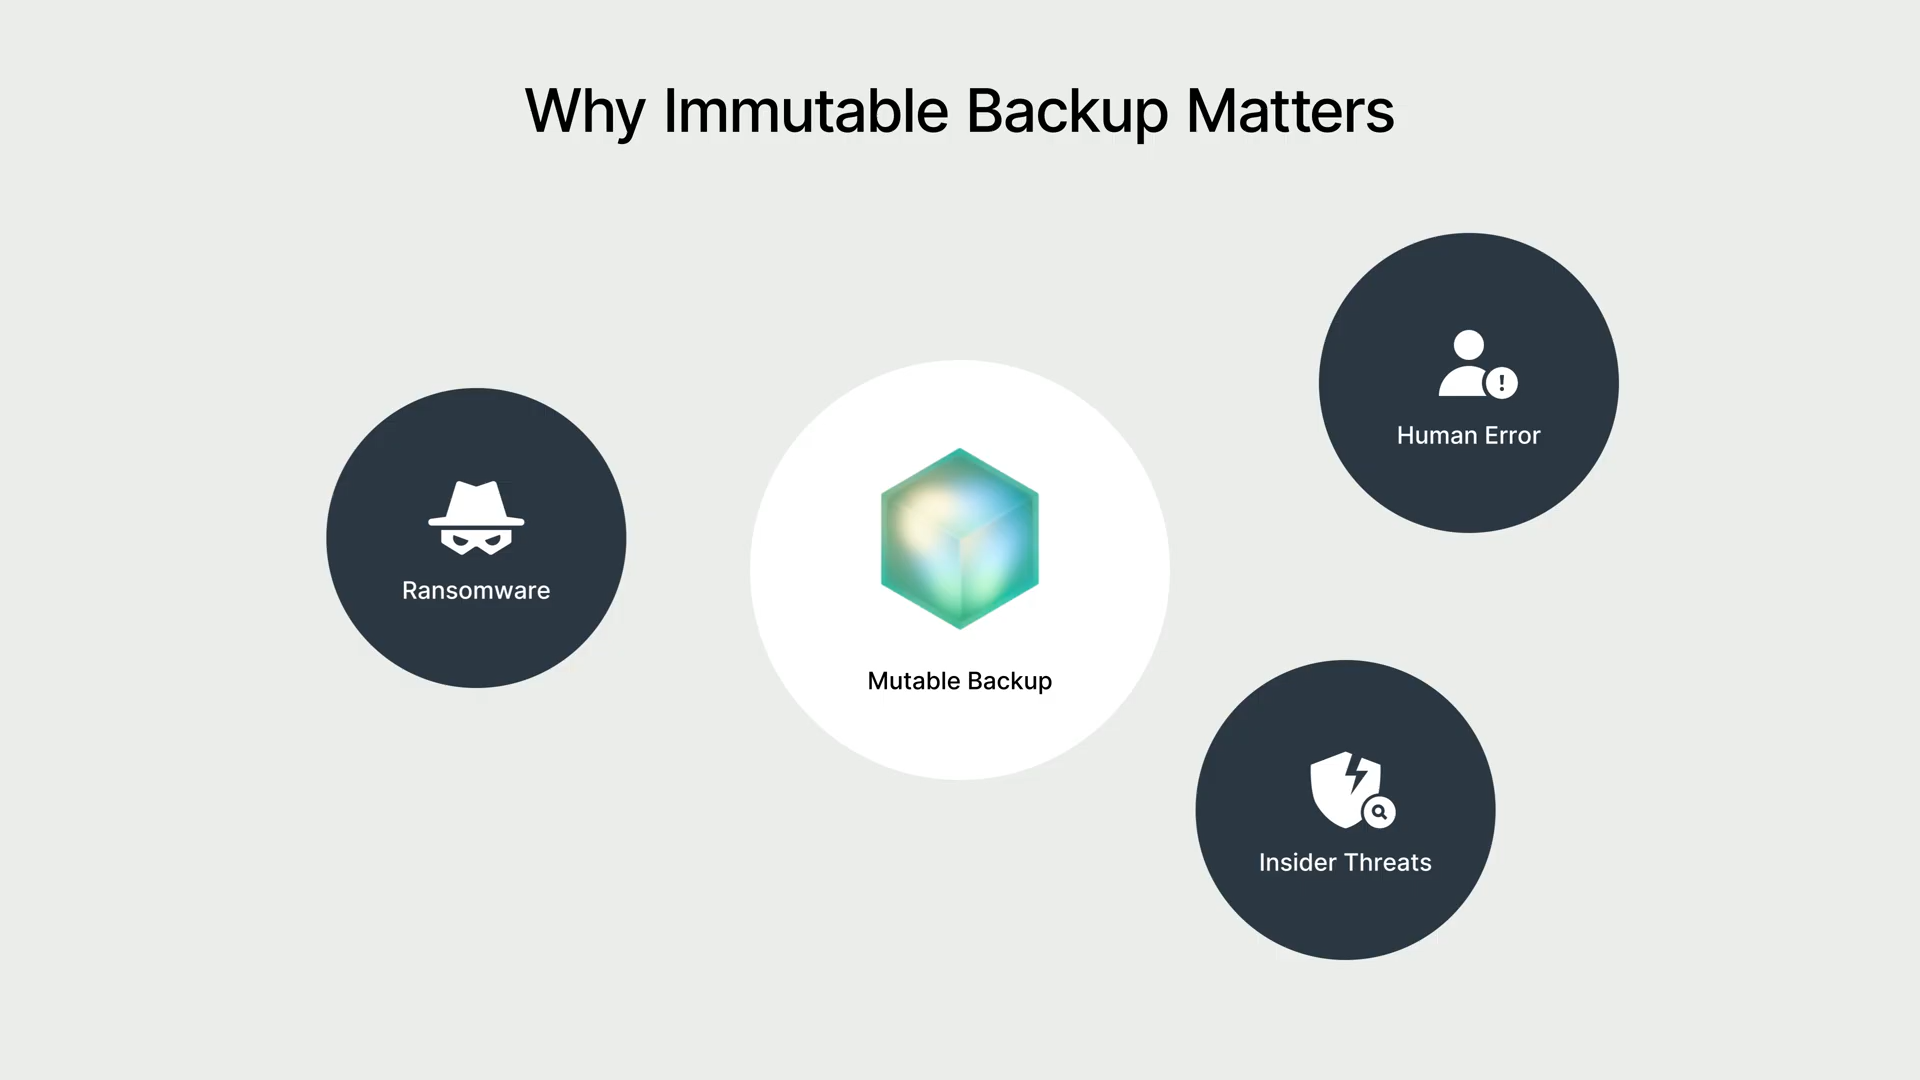 Why Immutable Backup Matters
Human Error
Ransomware
Mutable Backup
Insider Threats